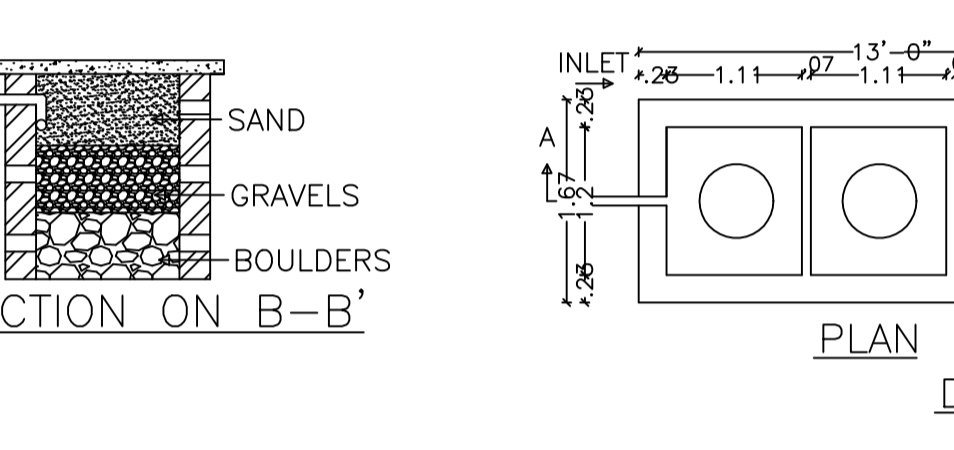 SAND
GRAVELS
BOULDERS
CTION ON B-B'
INLET
13'-0"
.23
1.11
.07
1.11
.23
A
1.67
1.2
.23
PLAN